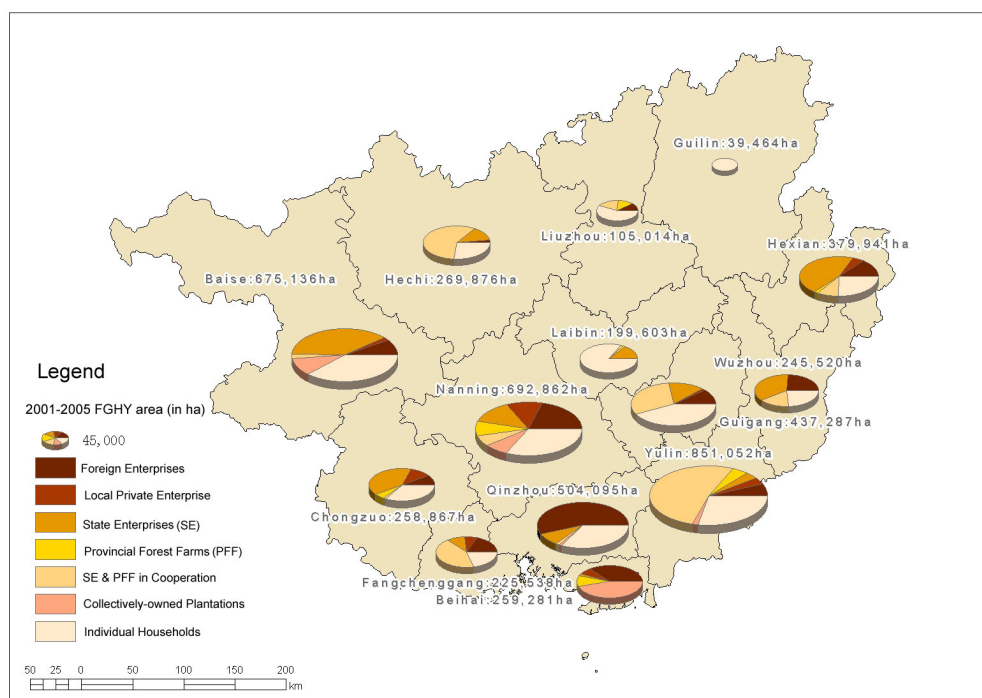 Guilin:39,464ha
Liuzhou:105,014ha
Hexian:379,941ha
Baise:675,136ha
Hechi:269,876ha
Laibin:199,603ha
Wuzhou:245,520ha
Nanning:692,862ha
Guigang:437,287ha
Yulin:851,052ha
Qinzhou:504,095ha
Chongzuo:258,867ha
Fangchenggang:225,538ha
Beihai:259,281ha
Legend
2001-2005 FGHY area (in ha)
45,000
Foreign Enterprises
Local Private Enterprise
State Enterprises (SE)
Provincial Forest Farms (PFF)
SE & PFF in Cooperation
Collectively-owned Plantations
Individual Households
50 25 0 50 100 150 200
km